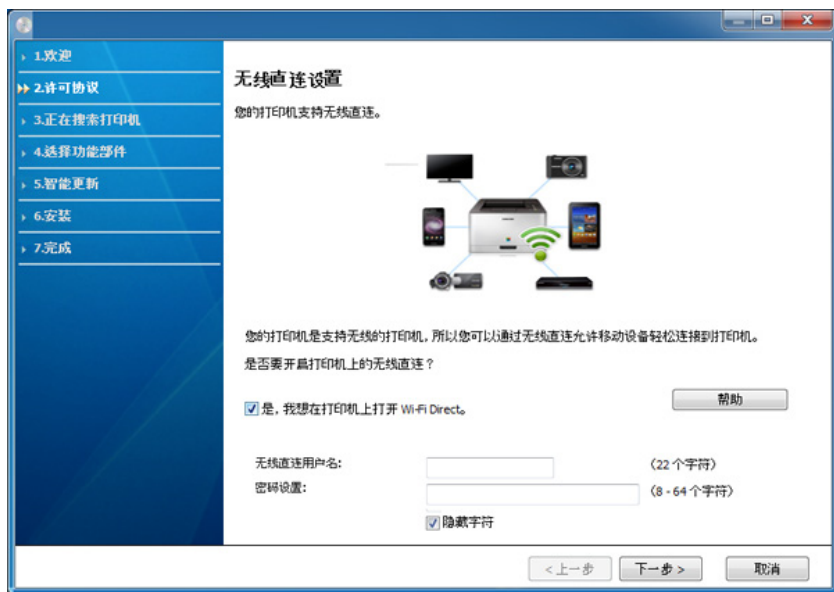 1.欢迎
2.许可协议
3.正在搜索打印机
4.选择功能部件
5.智能更新
6.安装
7.完成
无线直连设置
您的打印机支持无线直连。
您的打印机是支持无线的打印机,所以您可以通过无线直连允许移动设备轻松连接到打印机。
是否要开启打印机上的无线直连？
是,我想在打印机上打开 Wi-Fi Direct。
帮助
无线直连用户名:
(22 个字符)
密码设置:
(8 - 64 个字符)
隐藏字符
<上一步
下一步 >
取消